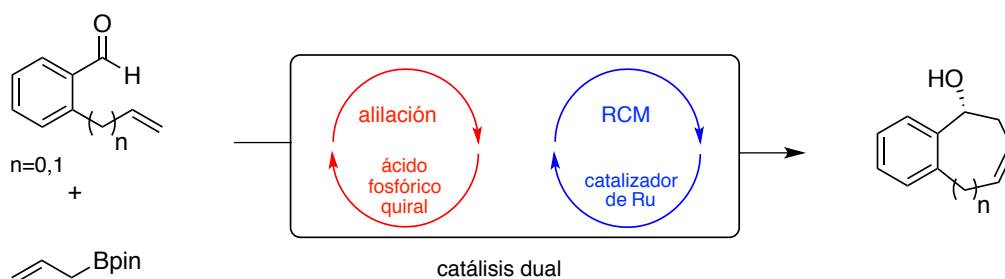 O
H
n
n=0,1
+
Bpin
alilación
ácido
fosfórico
quiral
RCM
catalizador
de Ru
catálisis dual
HO
n